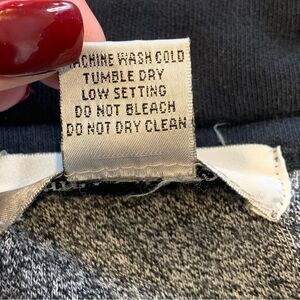 MACHINE WASH COLD
TUMBLE DRY
LOW SETTING
DO NOT BLEACH
DO NOT DRY CLEAN